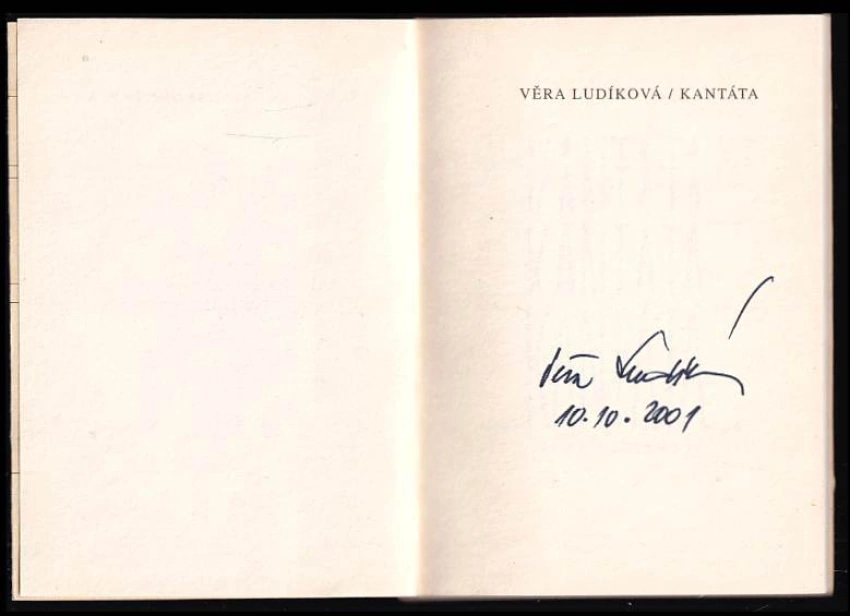 VĚRA LUDÍKOVÁ / KANTÁTA
Věra Ludíková
10.10.2001